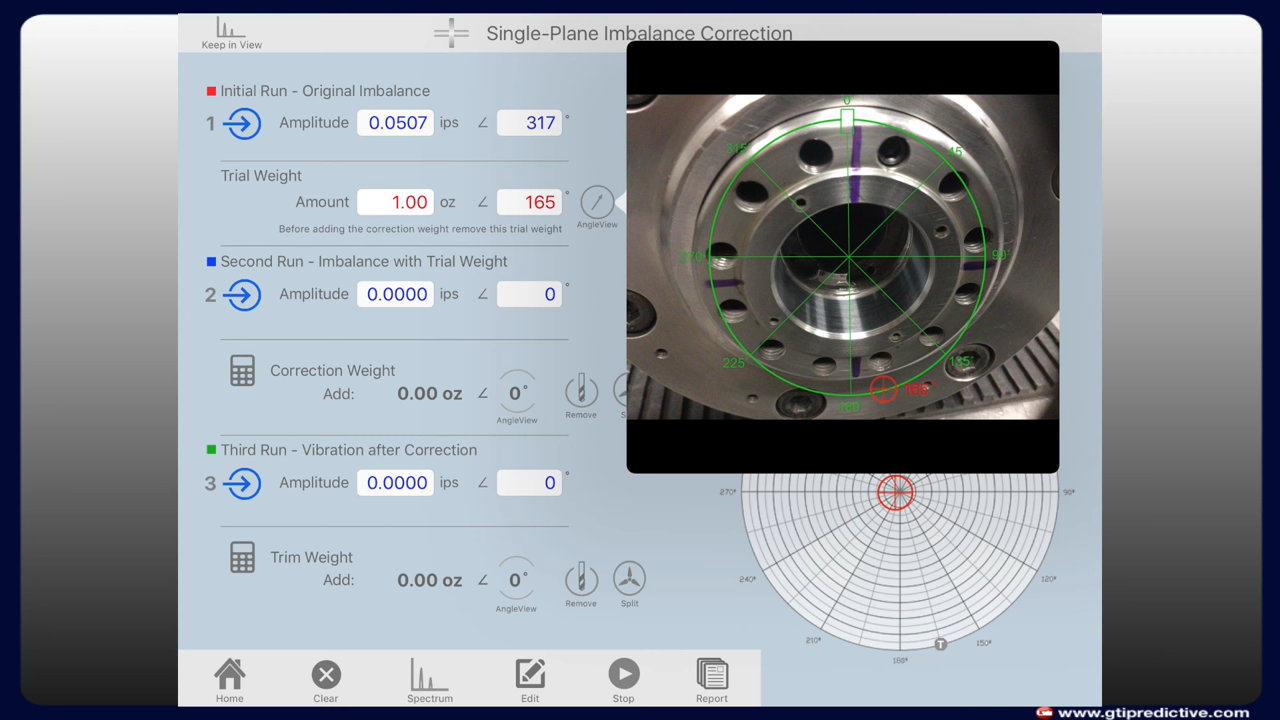 Keep in View
Single-Plane Imbalance Correction
Initial Run - Original Imbalance
1 Amplitude 0.0507 ips ∠ 317 °
Trial Weight
Amount 1.00 oz ∠ 165 °
AngleView
Before adding the correction weight remove this trial weight
Second Run - Imbalance with Trial Weight
2 Amplitude 0.0000 ips ∠ 0 °
Correction Weight
Add: 0.00 oz ∠ 0°
AngleView
Remove
Third Run - Vibration after Correction
3 Amplitude 0.0000 ips ∠ 0 °
Trim Weight
Add: 0.00 oz ∠ 0°
AngleView
Remove
Split
0
315°
45
270°
90°
225°
135°
180°
165°
270°
90°
240°
120°
210°
150°
180°
T
Home
Clear
Spectrum
Edit
Stop
Report
www.gtipredictive.com